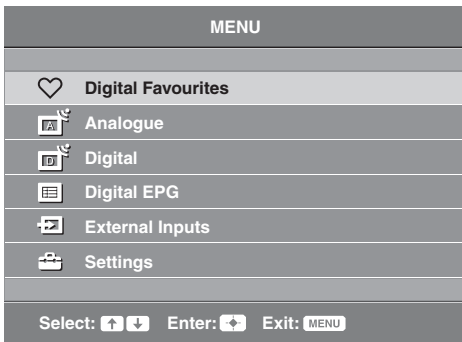 MENU
Digital Favourites
A Analogue
D Digital
Digital EPG
External Inputs
Settings
Select: Enter: Exit: MENU